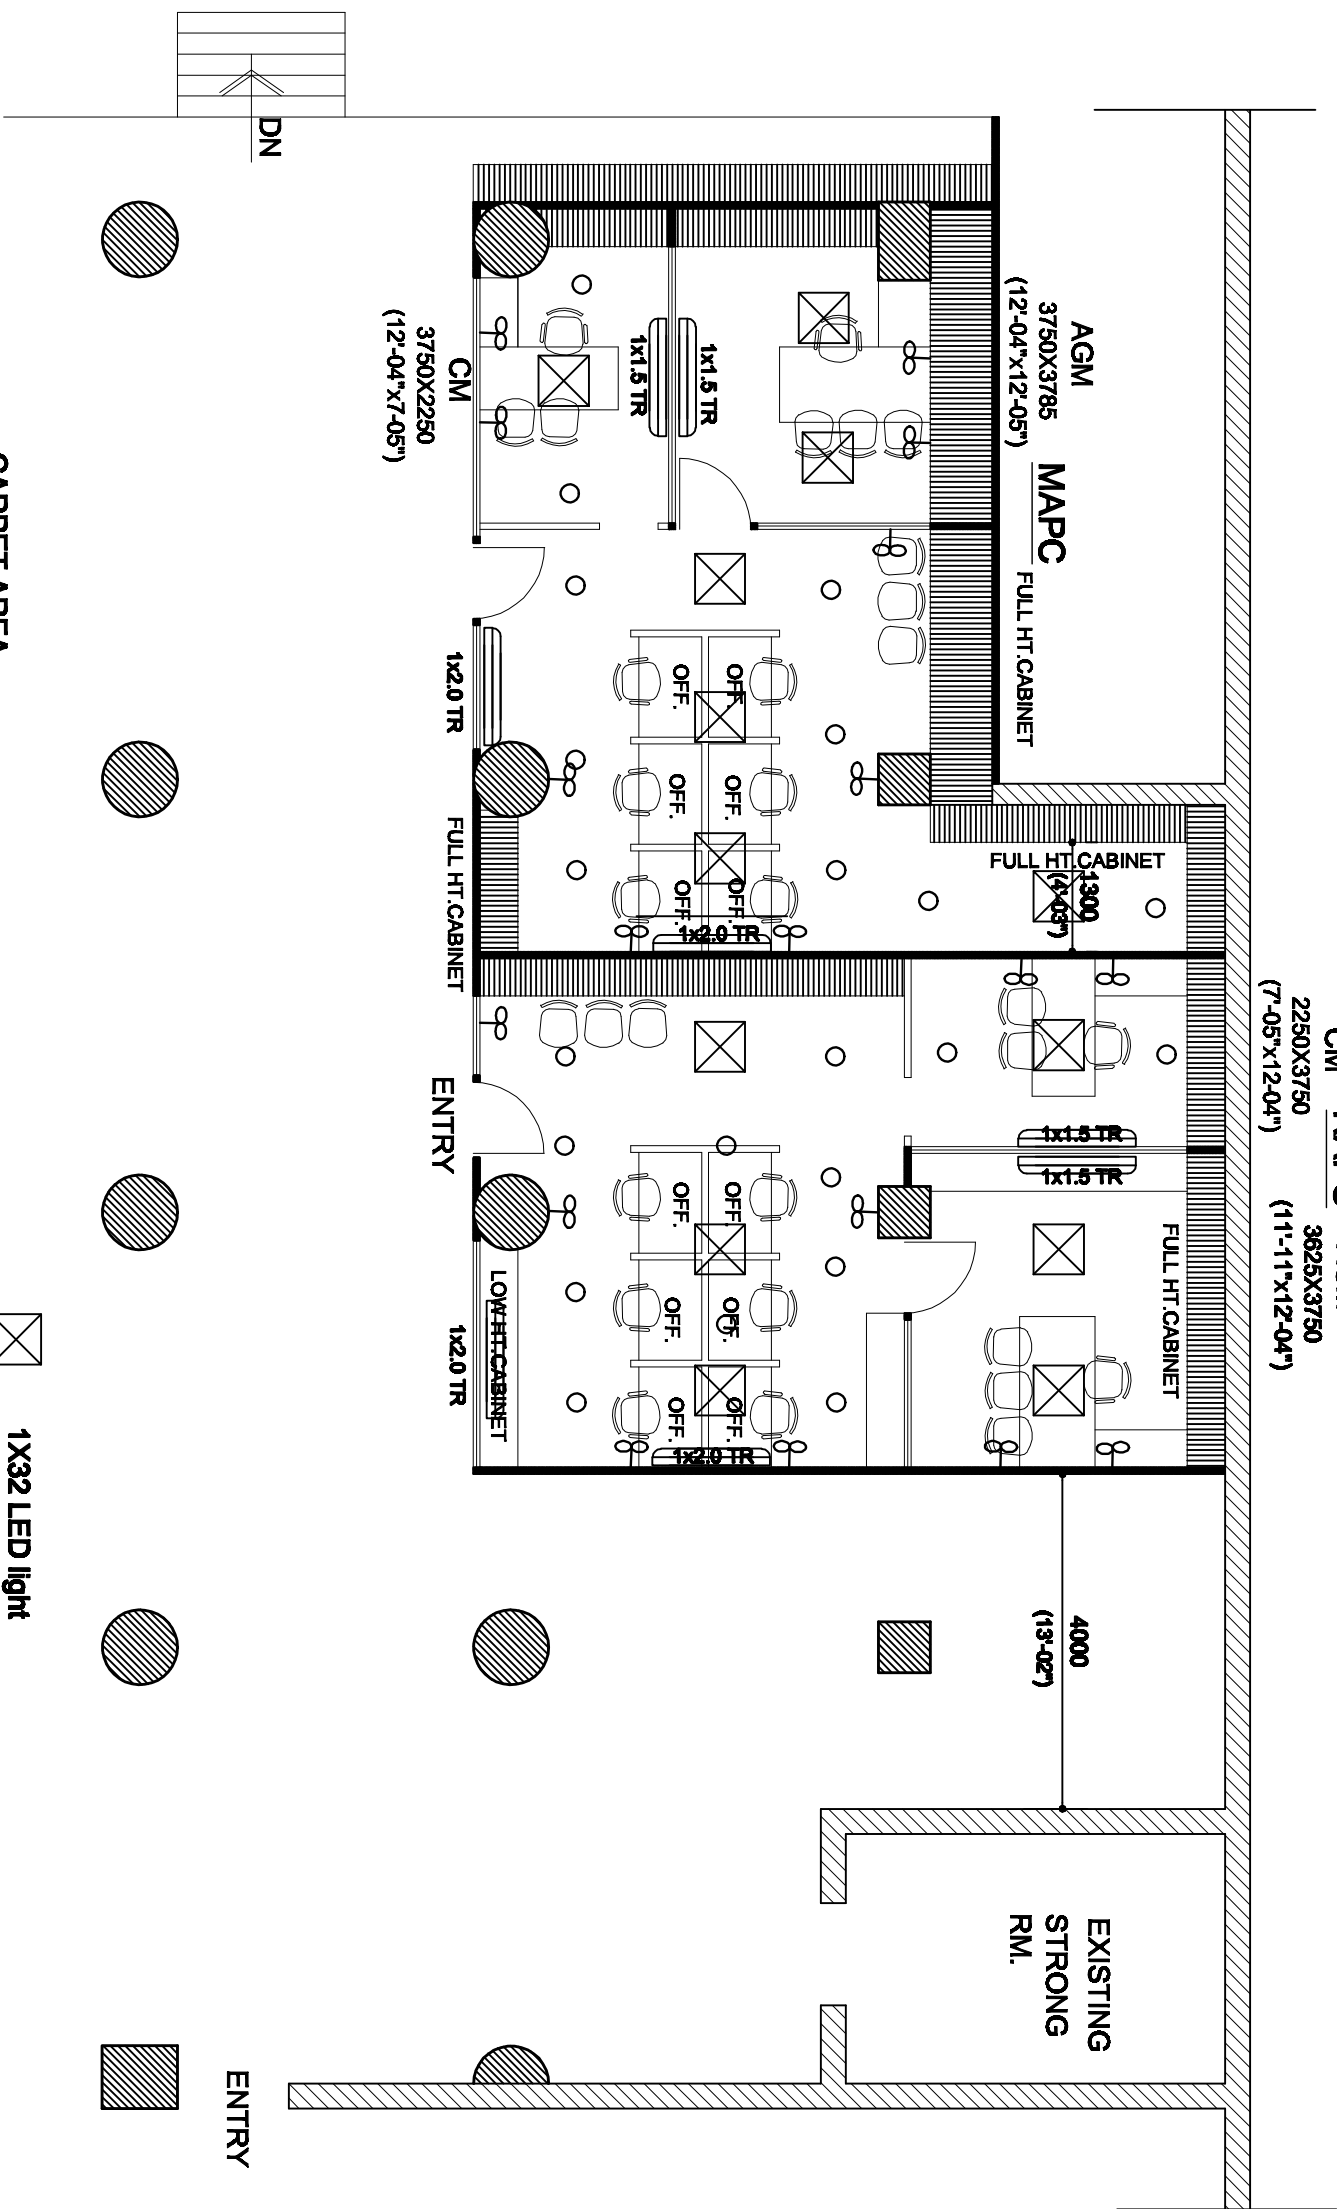 DN
AGM
3750X3785
(12'-04"x12'-05")
MAPC
FULL HT.CABINET
1x1.5 TR
1x1.5 TR
CM
3750X2250
(12'-04"x7-05")
OFF.
OFF.
OFF.
OFF.
OFF.
OFF.
1x2.0 TR
1x2.0 TR
FULL HT.CABINET
FULL HT.CABINET
1300
(4'-03")
CM
2250X3750
(7'-05"x12-04")
3625X3750
(11'-11"x12'-04")
1x1.5 TR
1x1.5 TR
FULL HT.CABINET
ENTRY
OFF.
OFF.
OFF.
OFF.
OFF.
OFF.
1x2.0 TR
LOW HT.CABINET
1x2.0 TR
4000
(13'-02")
EXISTING
STRONG
RM.
ENTRY
CARPET AREA
1X32 LED light